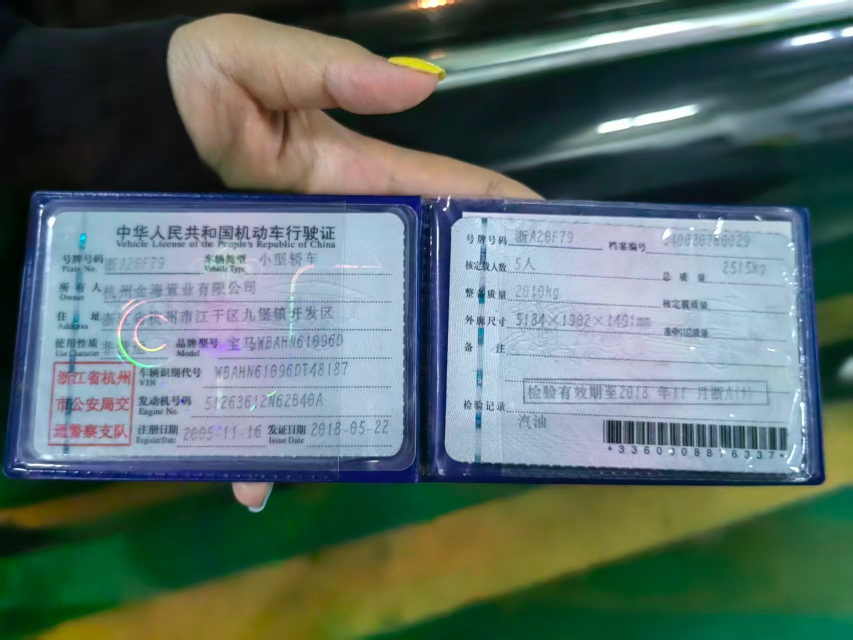 中华人民共和国机动车行驶证
Vehicle License of the People's Republic of China
号牌号码 浙A20F79 车辆类型 小型轿车
Plate No. Vehicle Type
所有人 杭州金海置业有限公司
Owner
住址 杭州市江干区九堡镇开发区
Address
使用性质 品牌型号 宝马WBAHN61096D
Use Character Model
浙江省杭州
市公安局交
通警察支队
车辆识别代号 WBAHN61096DT48187
VIN
发动机号码 51263612N62B40A
Engine No.
注册日期 2005-11-16 发证日期 2018-05-22
Register Date Issue Date
号牌号码 浙A20F79 档案编号
核定载人数 5人 总质量 2515kg
整备质量 2010kg 核定载质量
外廓尺寸 5184×1902×1491mm 准牵引总质量
备注
检验有效期至2018年11月浙A(1)
检验记录
汽油
*3360008816337*